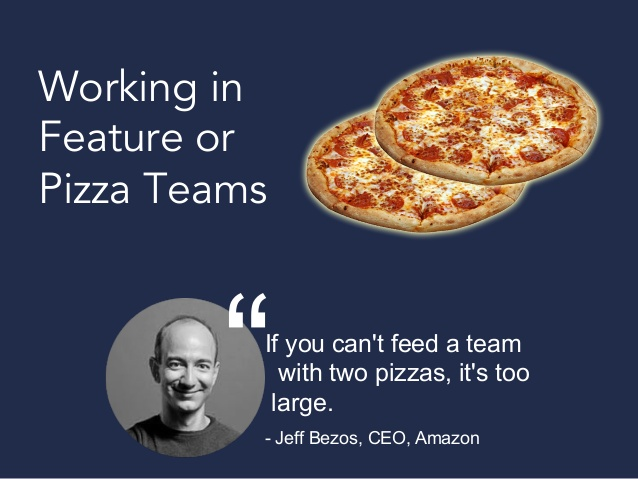 Working in
Feature or
Pizza Teams
“
If you can't feed a team
with two pizzas, it's too
large.
- Jeff Bezos, CEO, Amazon